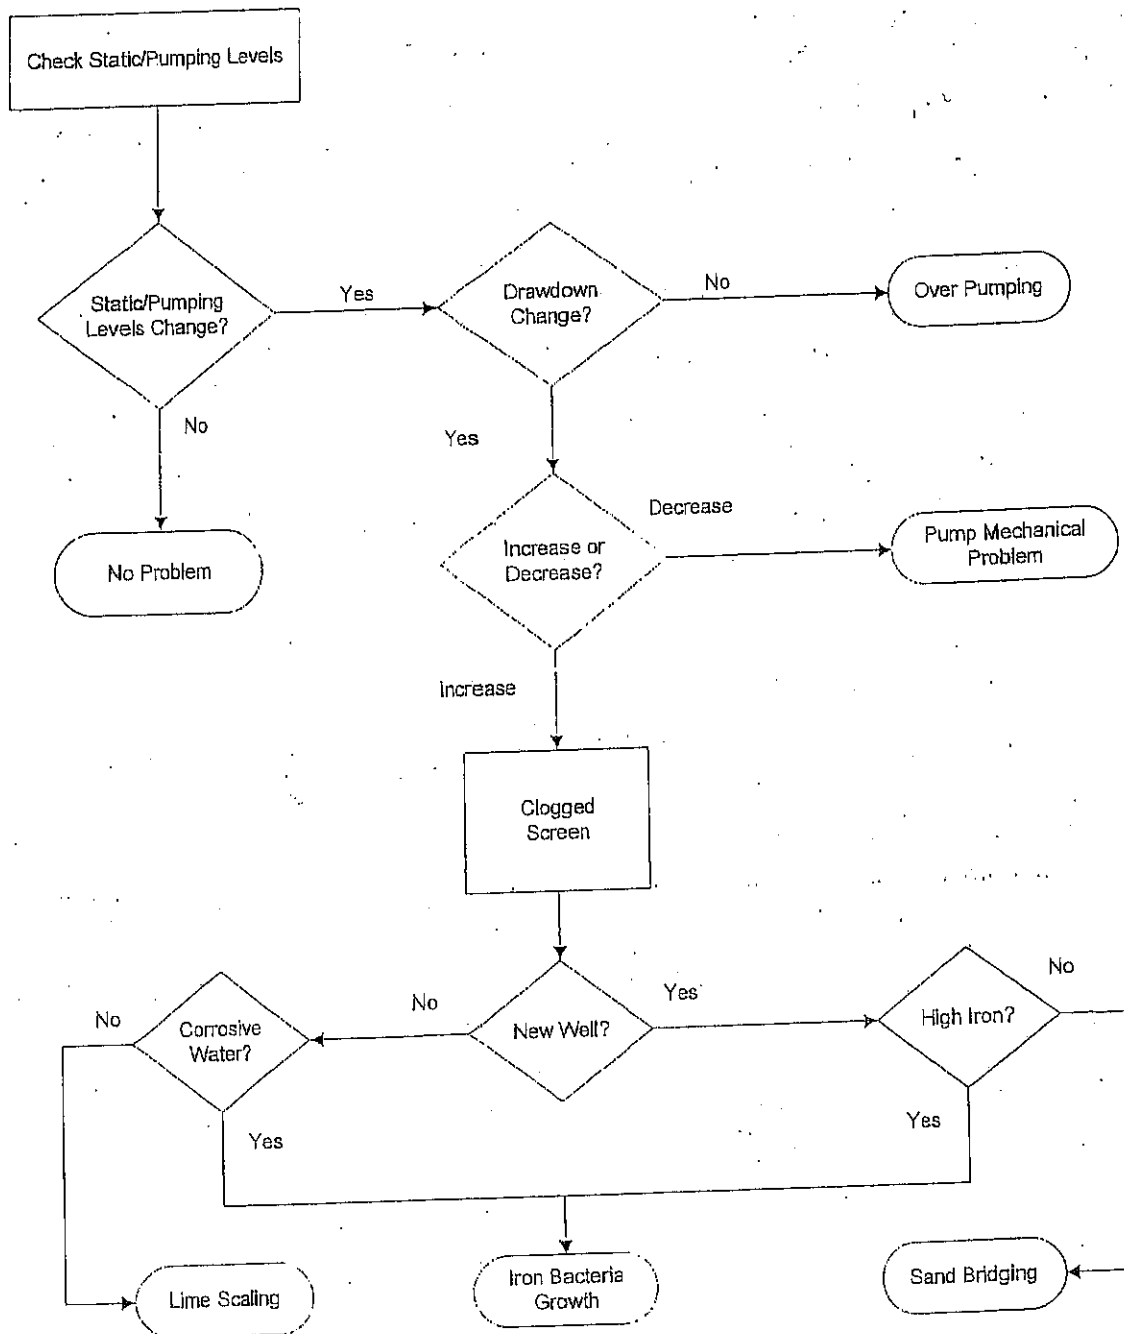 Check Static/Pumping Levels
Static/Pumping
Levels Change?
Yes
Drawdown
Change?
No
Over Pumping
No
Yes
No Problem
Increase or
Decrease?
Decrease
Pump Mechanical
Problem
Increase
Clogged
Screen
No
Corrosive
Water?
No
New Well?
Yes
High Iron?
No
Yes
Yes
Lime Scaling
Iron Bacteria
Growth
Sand Bridging